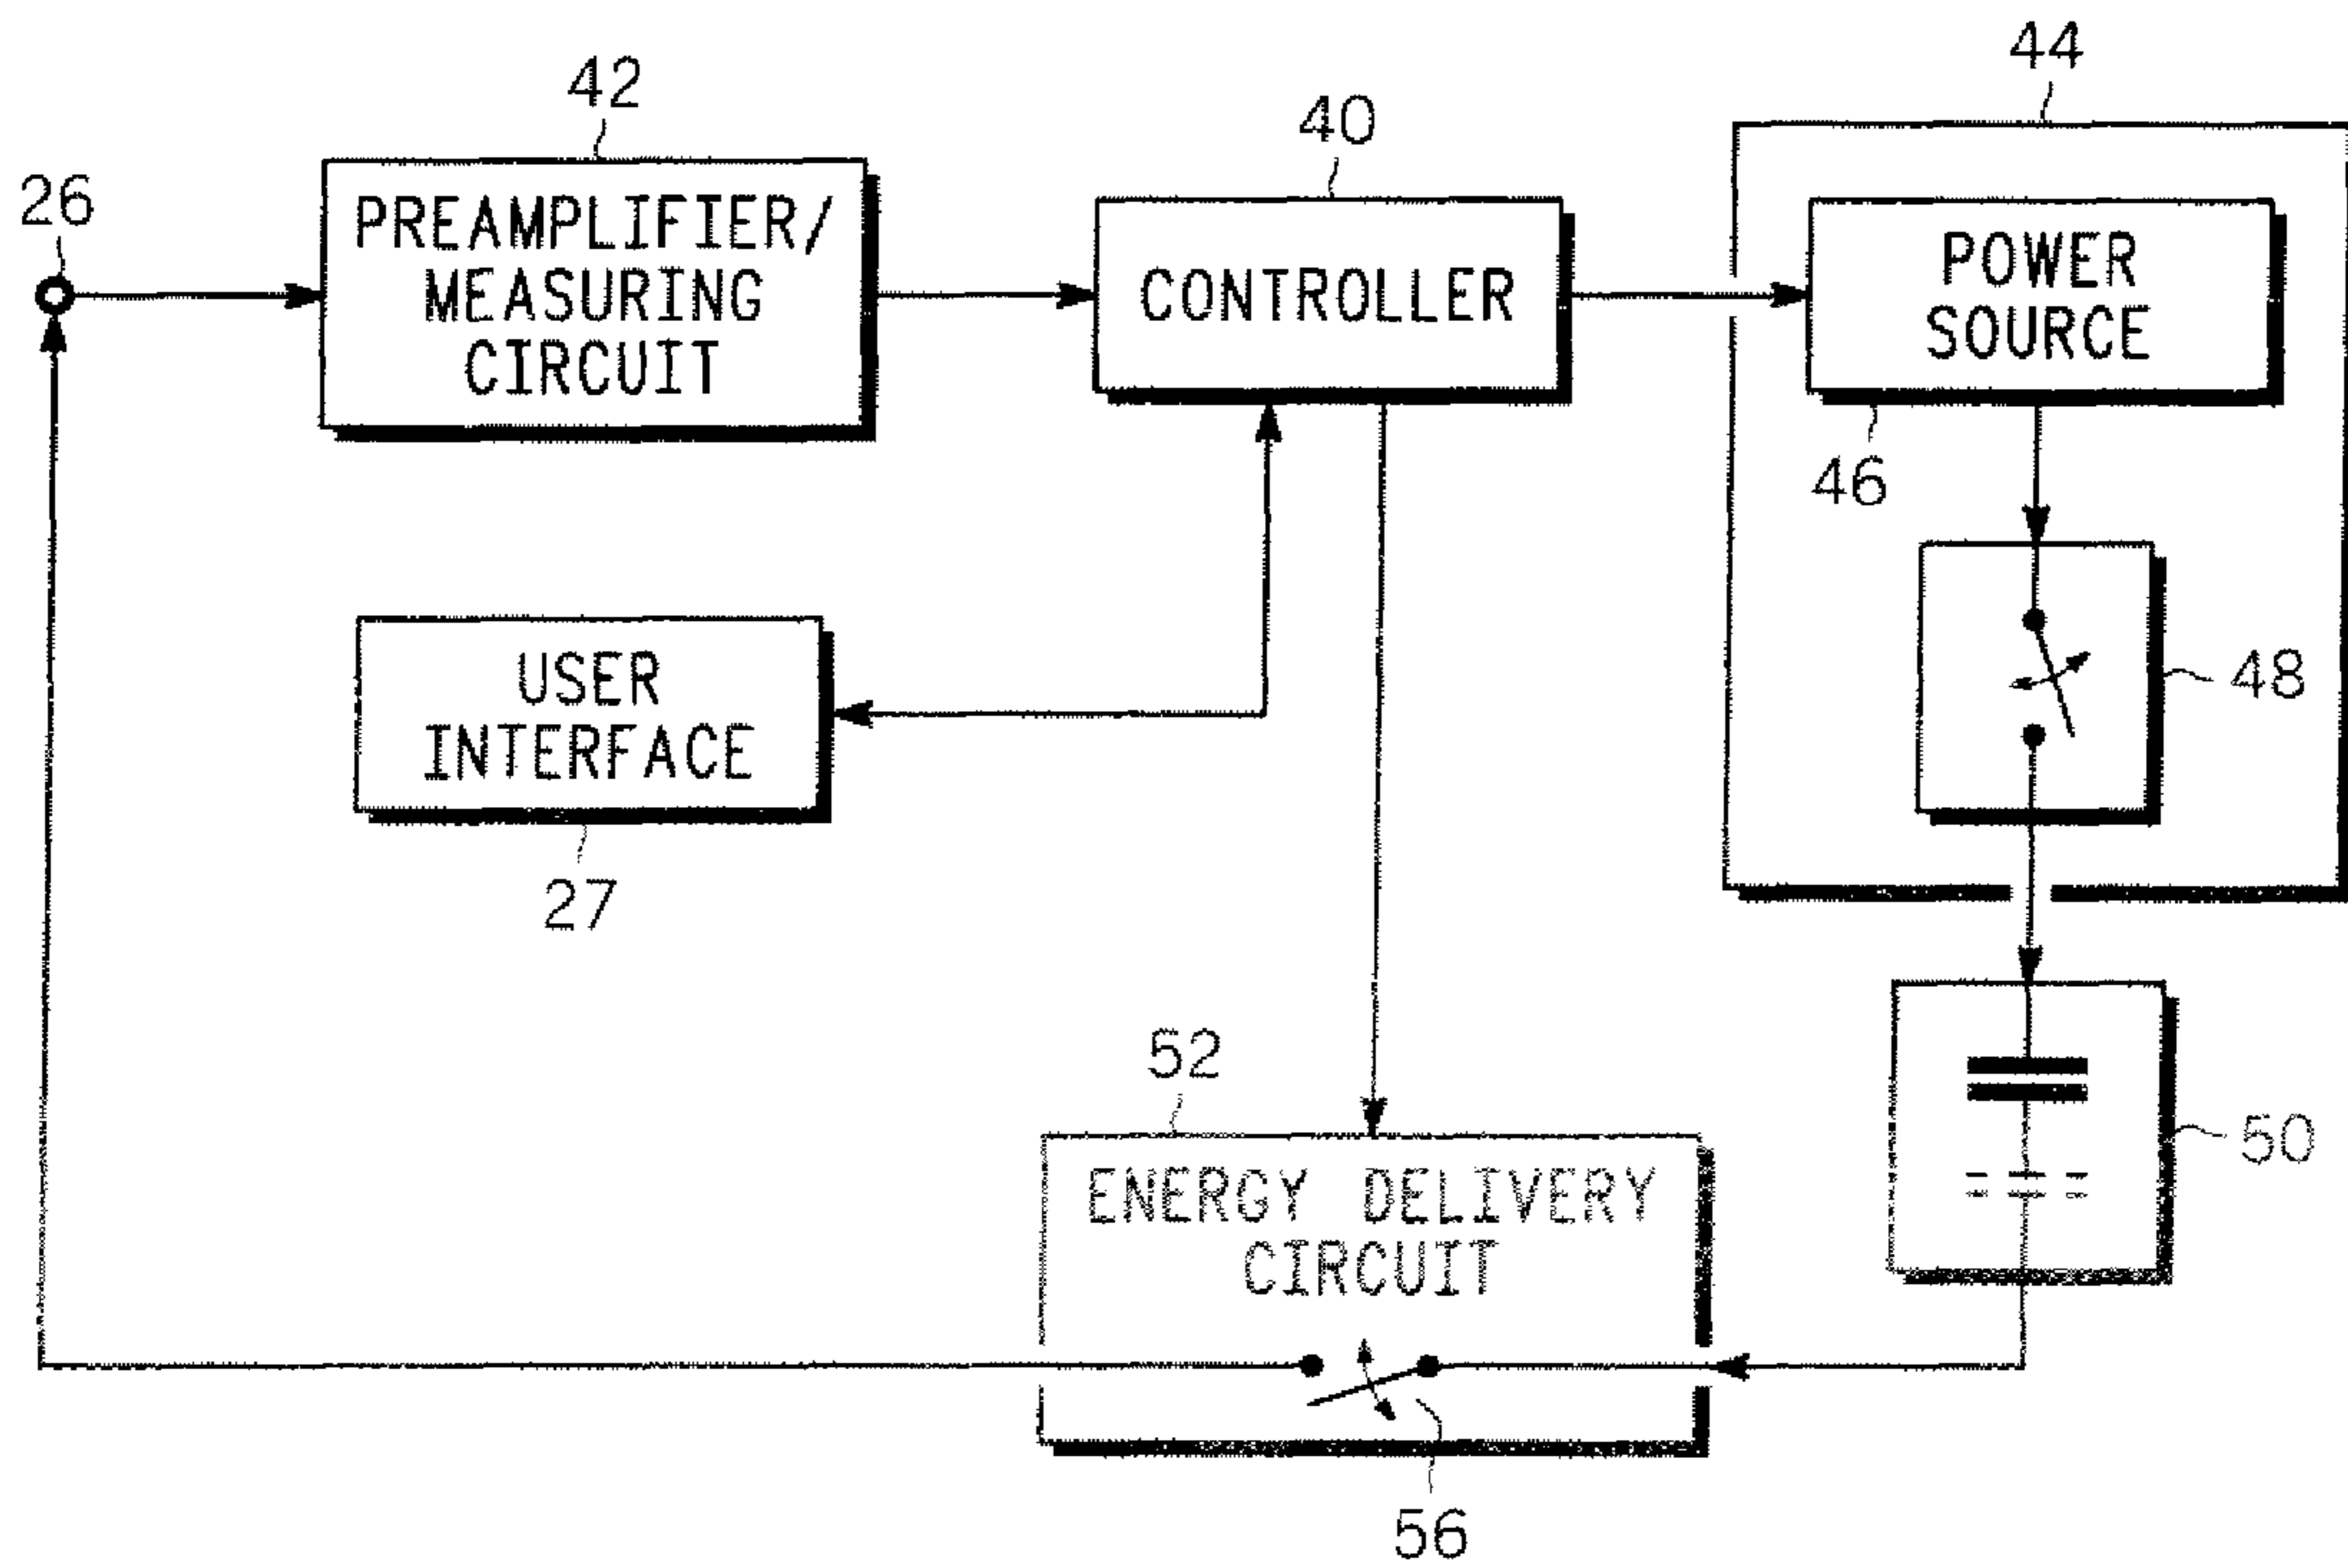 44
42
40
26
PREAMPLIFIER/
MEASURING
CIRCUIT
CONTROLLER
POWER
SOURCE
46
USER
INTERFACE
48
27
52
50
ENERGY DELIVERY
CIRCUIT
56